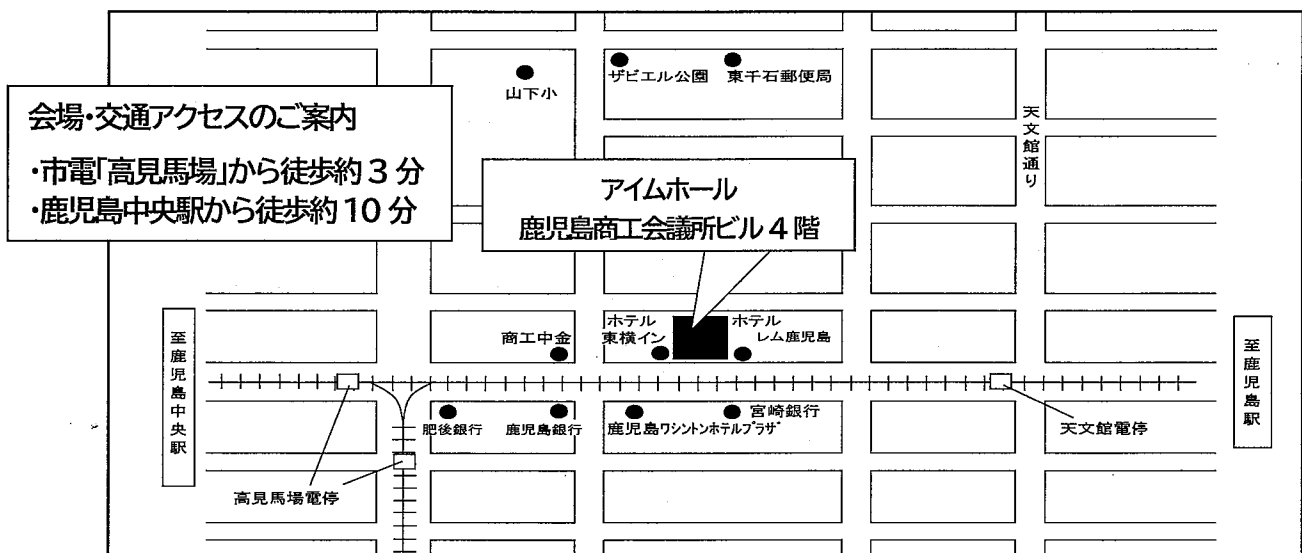 ザビエル公園
東千石郵便局
山下小
会場・交通アクセスのご案内
・市電「高見馬場」から徒歩約3分
・鹿児島中央駅から徒歩約10分
天文館通り
アイムホール
鹿児島商工会議所ビル4階
至鹿児島中央駅
商工中金
ホテル
東横イン
ホテル
レム鹿児島
至鹿児島駅
肥後銀行
鹿児島銀行
鹿児島ワシントンホテルプラザ
宮崎銀行
天文館電停
高見馬場電停